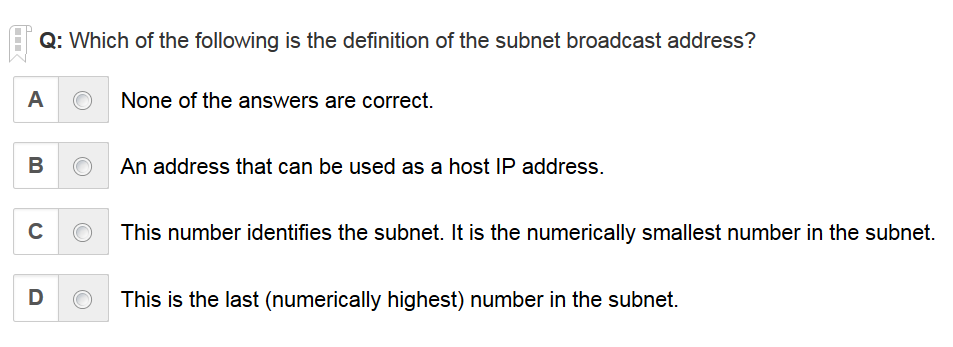 Q: Which of the following is the definition of the subnet broadcast address?
A None of the answers are correct.
B An address that can be used as a host IP address.
C This number identifies the subnet. It is the numerically smallest number in the subnet.
D This is the last (numerically highest) number in the subnet.